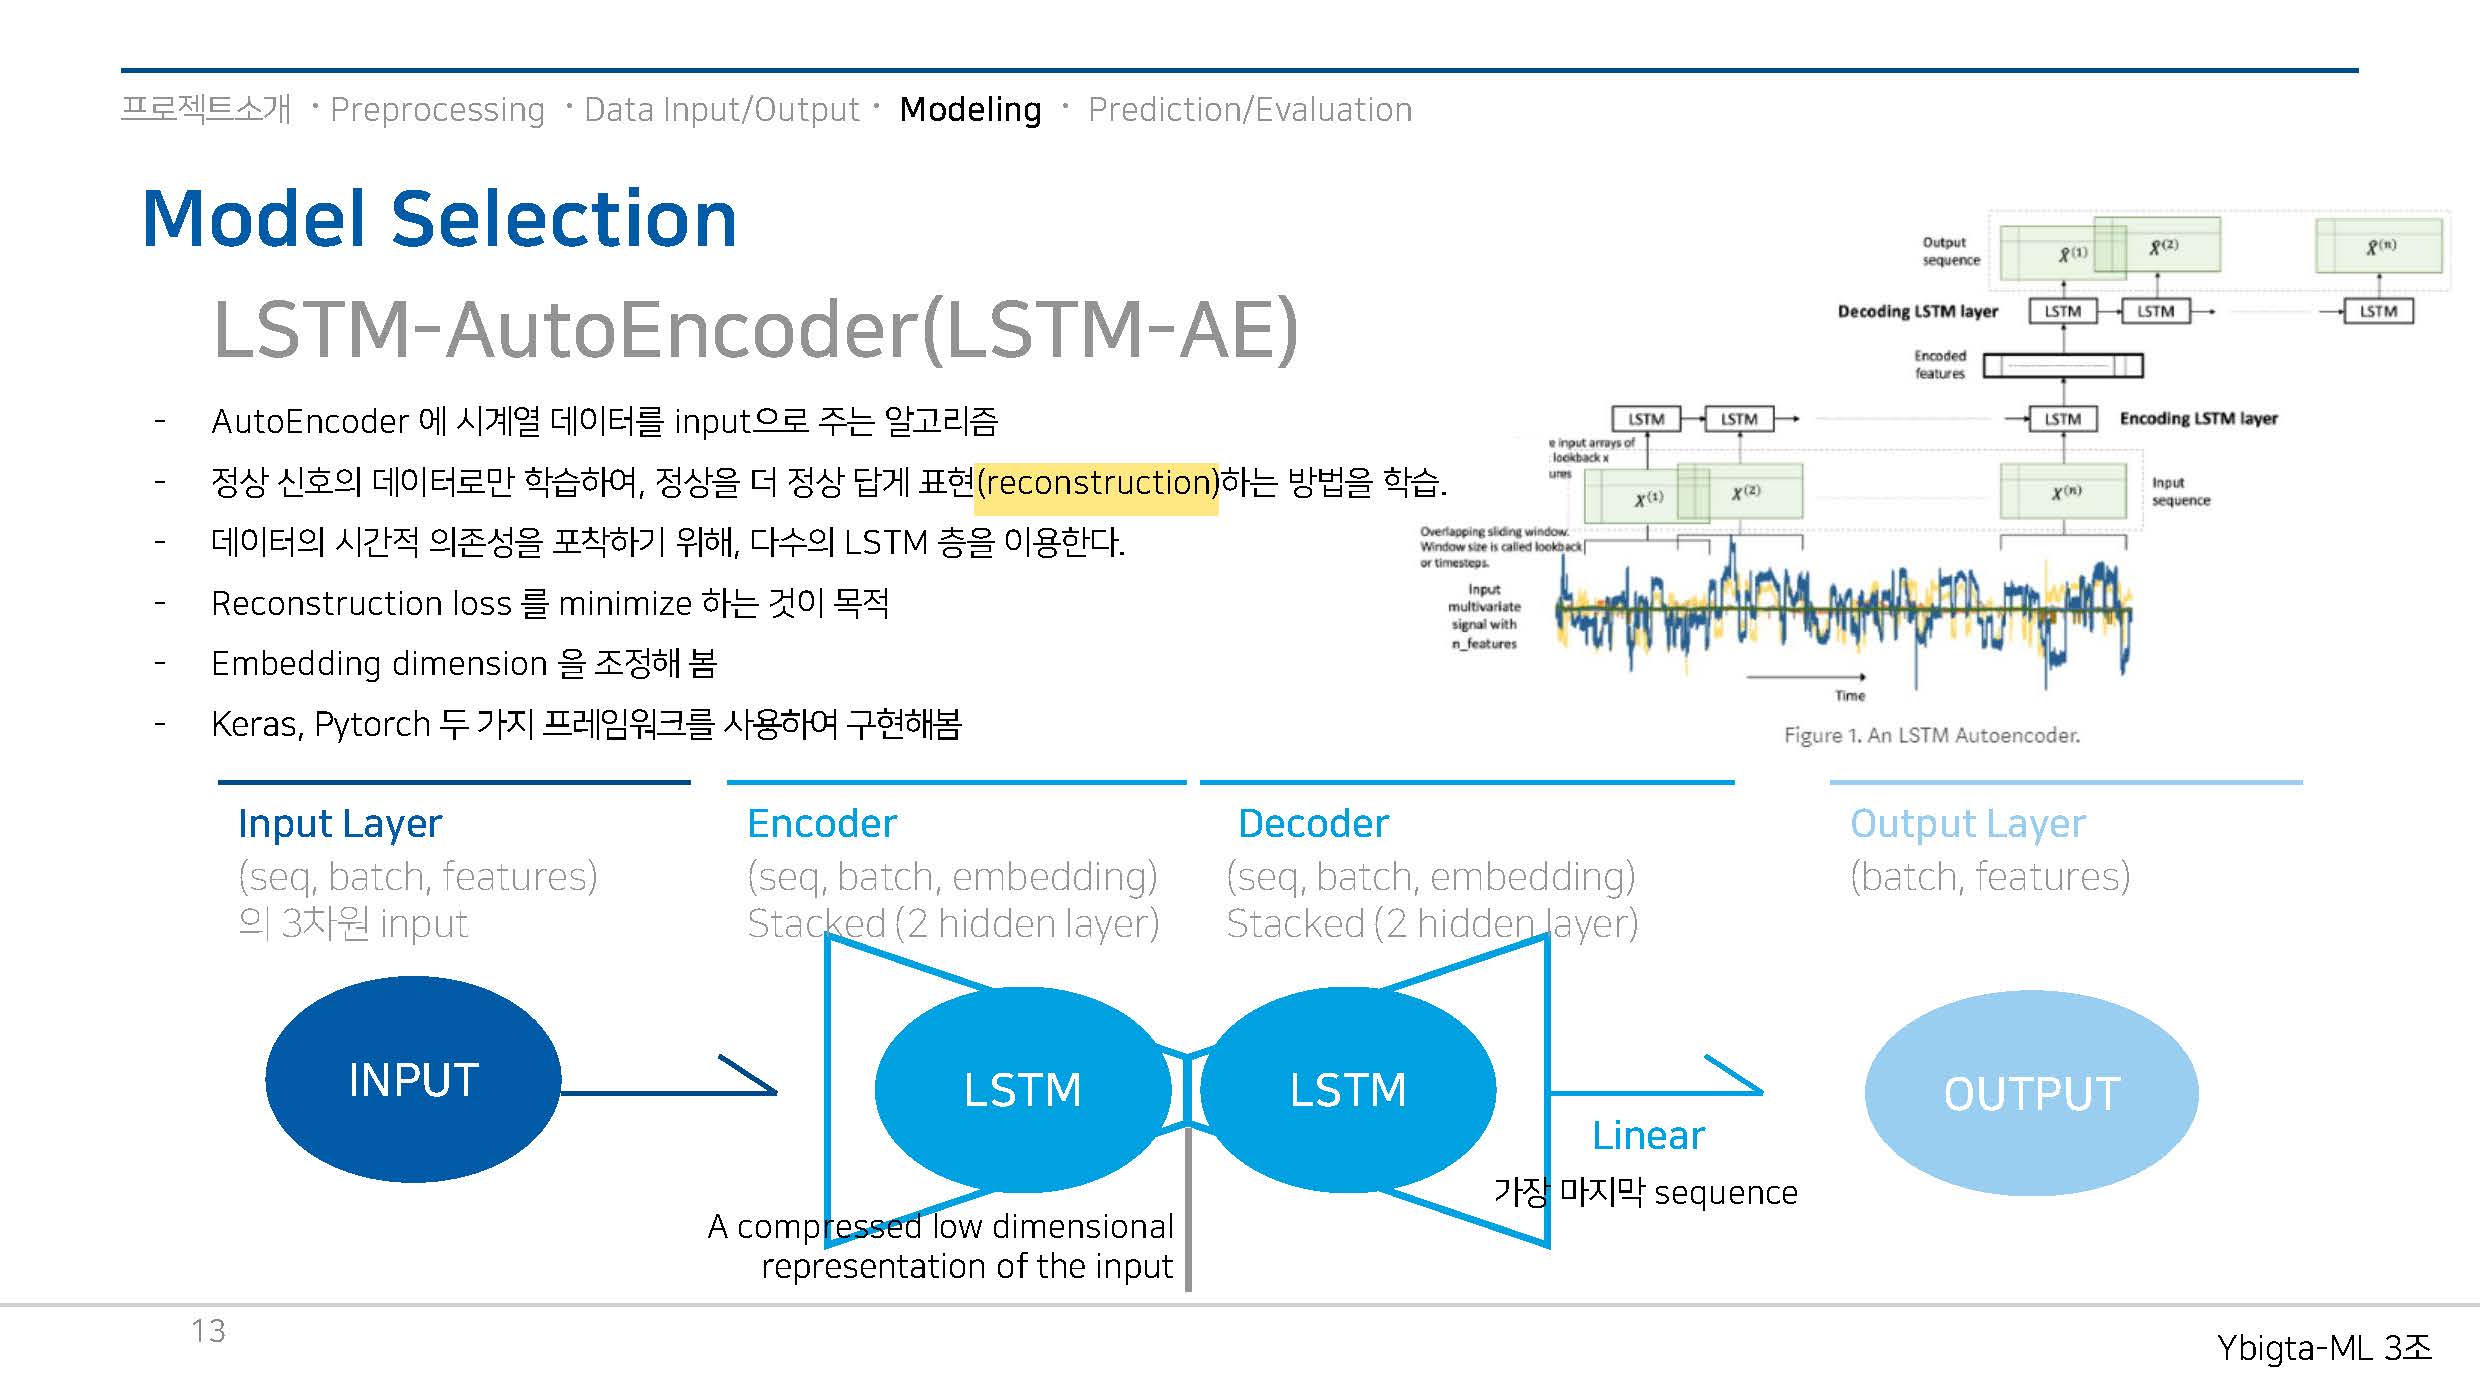 프로젝트소개 · Preprocessing · Data Input/Output · Modeling · Prediction/Evaluation
Model Selection
LSTM-AutoEncoder(LSTM-AE)
- AutoEncoder 에 시계열 데이터를 input으로 주는 알고리즘
- 정상 신호의 데이터로만 학습하여, 정상을 더 정상 답게 표현(reconstruction)하는 방법을 학습.
- 데이터의 시간적 의존성을 포착하기 위해, 다수의 LSTM 층을 이용한다.
- Reconstruction loss 를 minimize 하는 것이 목적
- Embedding dimension 을 조정해 봄
- Keras, Pytorch 두 가지 프레임워크를 사용하여 구현해봄
Output
sequence
X̂(1) X̂(2) X̂(n)
Decoding LSTM layer
LSTM LSTM LSTM
Encoded
features
LSTM LSTM LSTM
Encoding LSTM layer
e input arrays of
lookback x
ures
X(1) X(2) X(n)
Input
sequence
Overlapping sliding window.
Window size is called lookback
or timesteps.
Input
multivariate
signal with
n_features
Time
Figure 1. An LSTM Autoencoder.
Input Layer
(seq, batch, features)
의 3차원 input
Encoder
(seq, batch, embedding)
Stacked (2 hidden layer)
Decoder
(seq, batch, embedding)
Stacked (2 hidden layer)
Output Layer
(batch, features)
INPUT
LSTM
LSTM
OUTPUT
Linear
가장 마지막 sequence
A compressed low dimensional
representation of the input
13
Ybigta-ML 3조